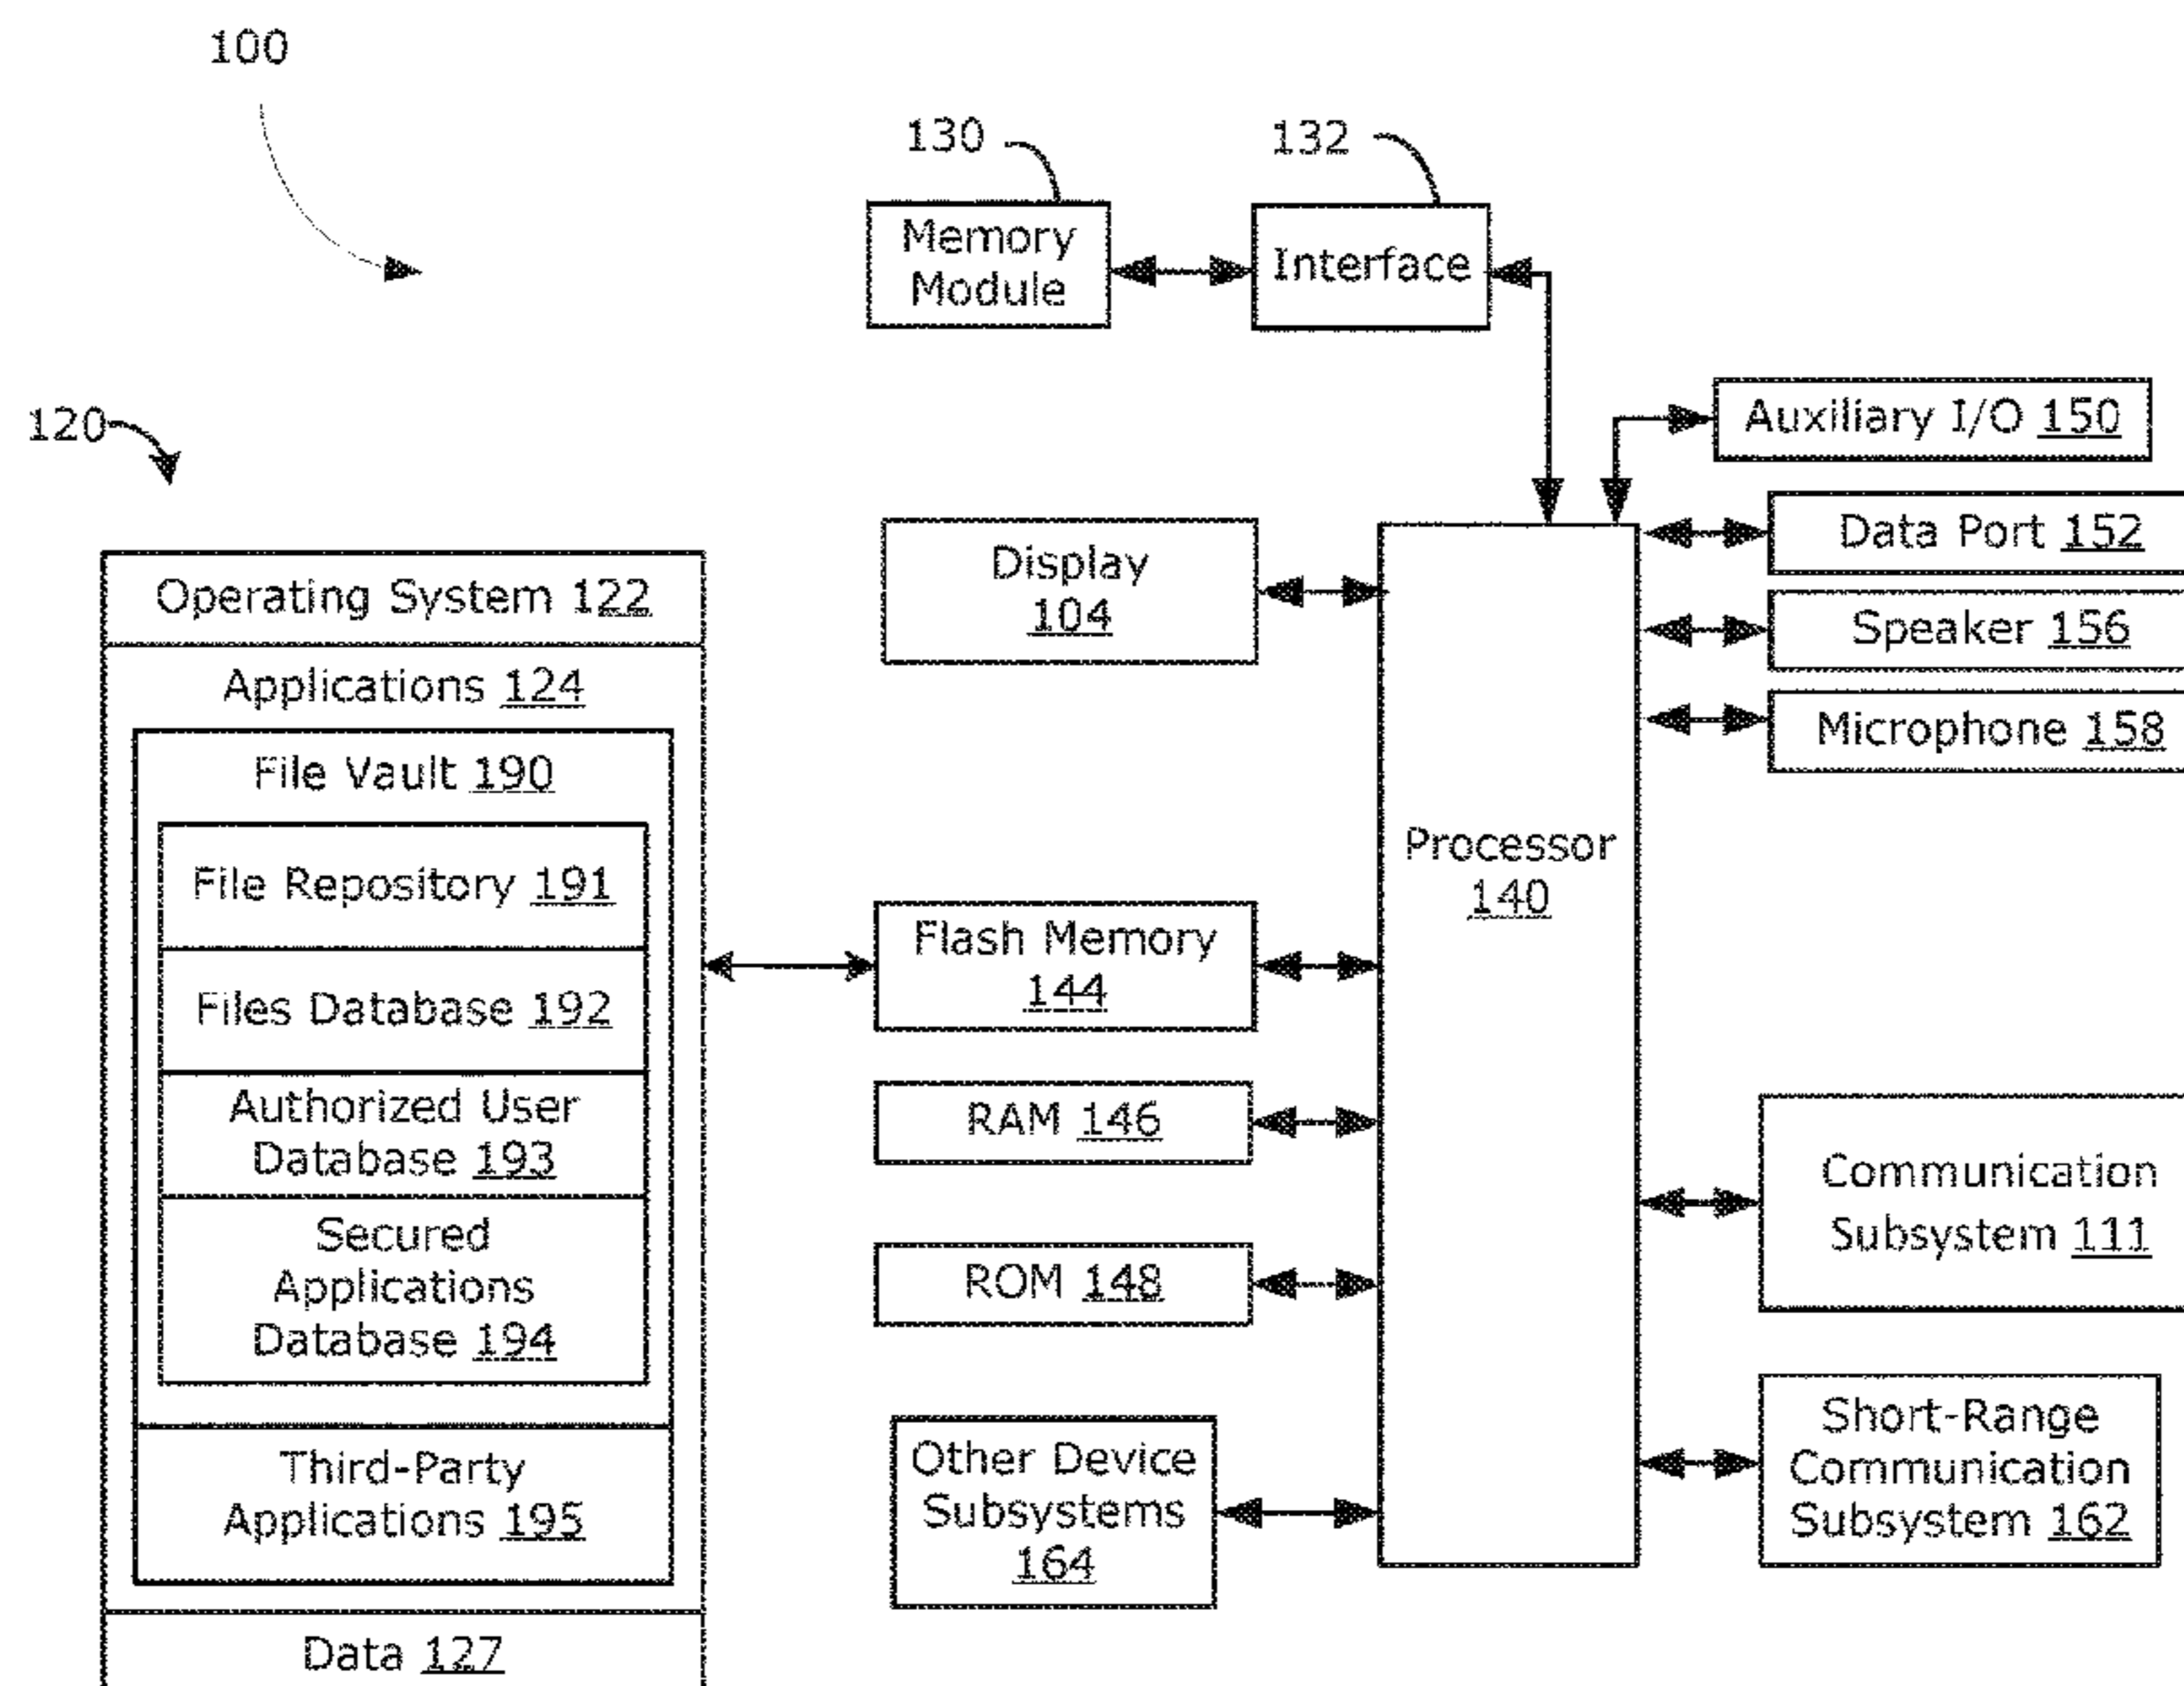 100
130
132
Memory
Module
Interface
120
Auxiliary I/O 150
Data Port 152
Speaker 156
Microphone 158
Display
104
Processor
140
Operating System 122
Applications 124
File Vault 190
File Repository 191
Files Database 192
Authorized User
Database 193
Secured
Applications
Database 194
Third-Party
Applications 195
Data 127
Flash Memory
144
RAM 146
ROM 148
Other Device
Subsystems
164
Communication
Subsystem 111
Short-Range
Communication
Subsystem 162